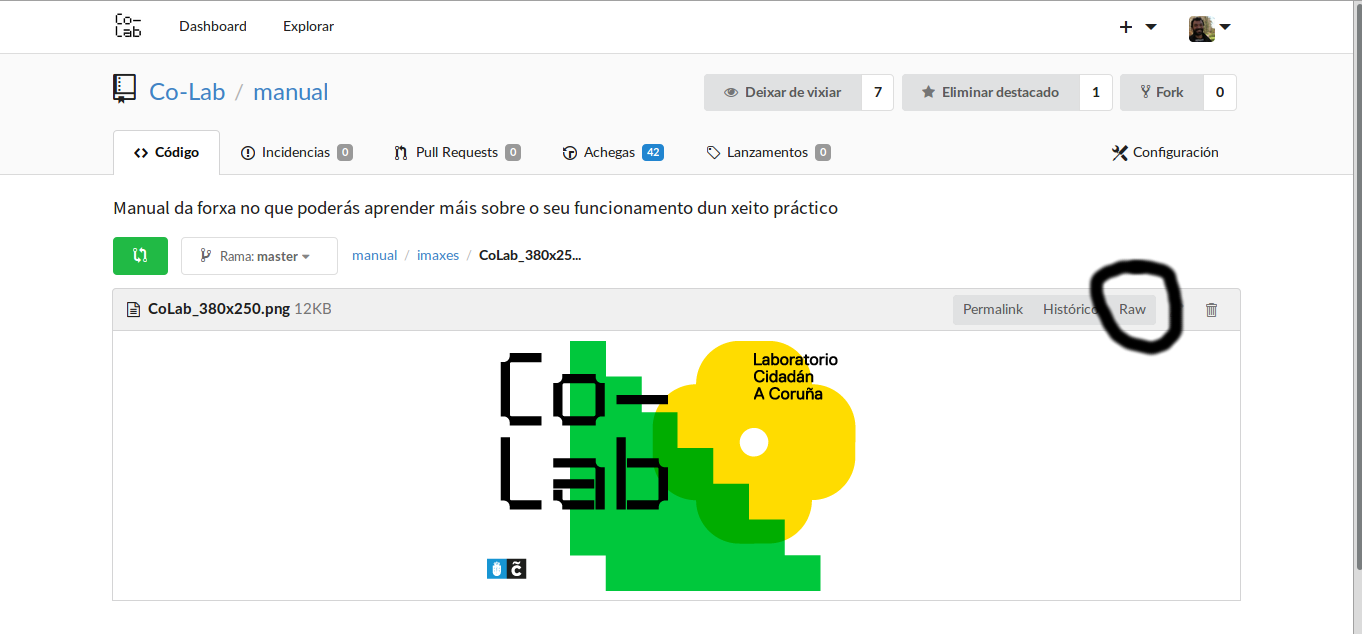 Co-
Lab
Dashboard
Explorar
Co-Lab / manual
Deixar de vixiar 7
Eliminar destacado 1
Fork 0
Código
Incidencias 0
Pull Requests 0
Achegas 42
Lanzamentos 0
Configuración
Manual da forxa no que poderás aprender máis sobre o seu funcionamento dun xeito práctico
Rama: master
manual / imaxes / CoLab_380x25...
CoLab_380x250.png 12KB
Permalink
Histórico
Raw
Co-
Lab
Laboratorio
Cidadán
A Coruña